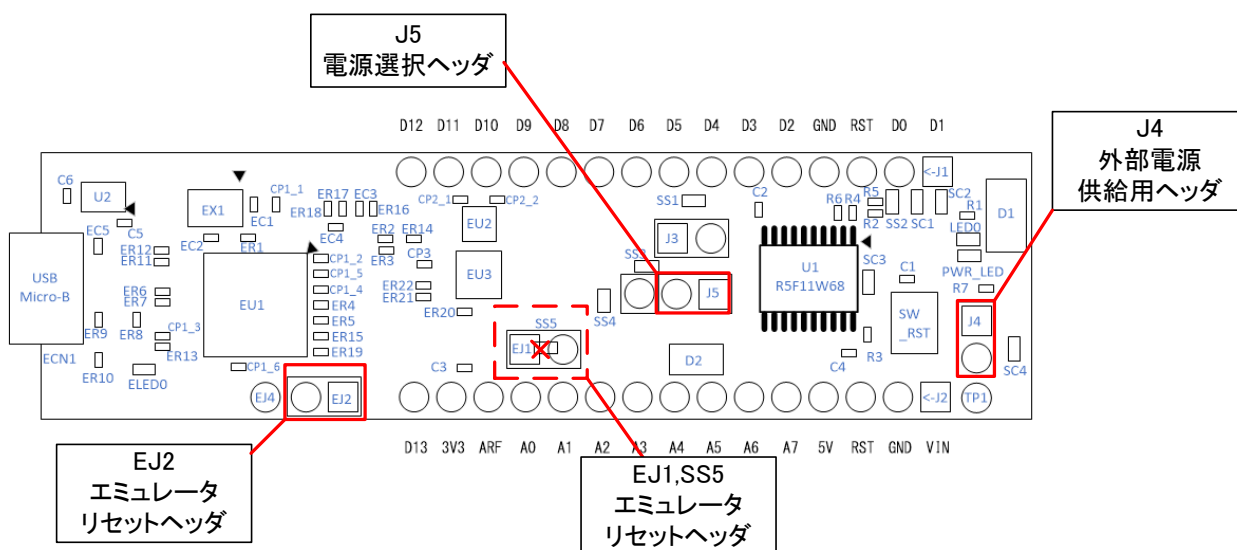 J5
電源選択ヘッダ
J4
外部電源
供給用ヘッダ
D12 D11 D10 D9 D8 D7 D6 D5 D4 D3 D2 GND RST D0 D1
C6
U2
C5
EC5
USB
Micro-B
ECN1
ER12
ER11
ER6
ER7
ER9
ER8
CP1_3
ER13
ER10
ELED0
EX1
CP1_1
EC1
EC2
ER1
EU1
CP1_2
CP1_5
CP1_4
ER4
ER5
ER15
ER19
CP1_6
ER17 EC3
ER18
ER16
EC4
ER2 ER14
ER3
CP3
ER22
ER21
ER20
C3
CP2_1
CP2_2
EU2
EU3
EJ4
EJ2
SS5
EJ1
SS1
J3
SS3
J5
SS4
D2
C2
U1
R5F11W68
C4
R3
R6 R4
R5
R2
SS2 SC1
SC2
<-J1
R1
D1
LED0
PWR_LED
SC3
C1
R7
SW
_RST
J4
SC4
<-J2
TP1
D13 3V3 ARF A0 A1 A2 A3 A4 A5 A6 A7 5V RST GND VIN
EJ2
エミュレータ
リセットヘッダ
EJ1,SS5
エミュレータ
リセットヘッダ